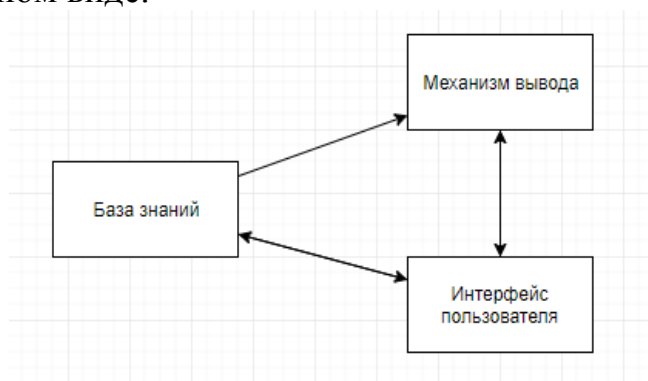 ном виде.
Механизм вывода
База знаний
Интерфейс
пользователя